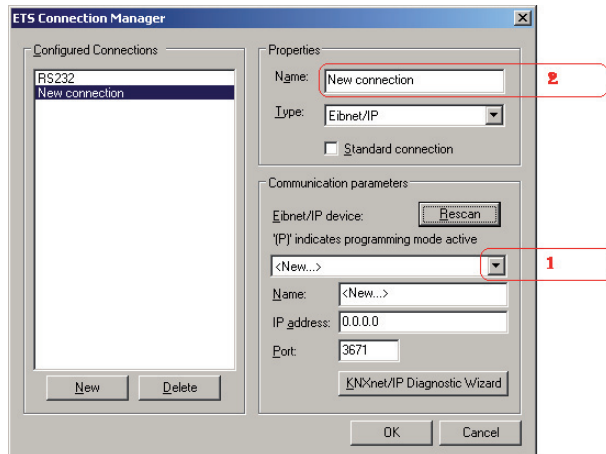 ETS Connection Manager
Configured Connections
RS232
New connection
New
Delete
Properties
Name: New connection
Type: Eibnet/IP
Standard connection
Communication parameters
Eibnet/IP device: Rescan
'(P)' indicates programming mode active
<New...>
Name: <New...>
IP address: 0.0.0.0
Port: 3671
KNXnet/IP Diagnostic Wizard
OK
Cancel
2
1